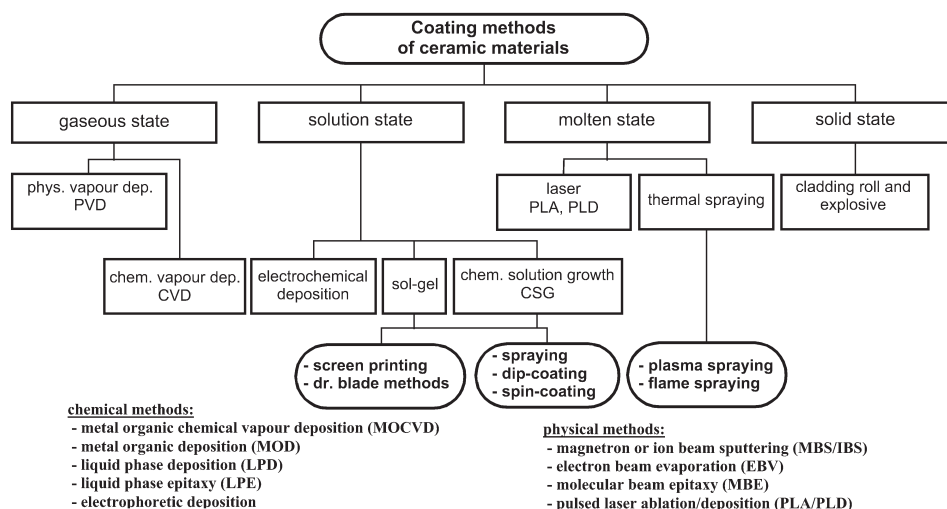 Coating methods
of ceramic materials
gaseous state
solution state
molten state
solid state
phys. vapour dep.
PVD
laser
PLA, PLD
thermal spraying
cladding roll and
explosive
chem. vapour dep.
CVD
electrochemical
deposition
sol-gel
chem. solution growth
CSG
- screen printing
- dr. blade methods
- spraying
- dip-coating
- spin-coating
- plasma spraying
- flame spraying
chemical methods:
- metal organic chemical vapour deposition (MOCVD)
- metal organic deposition (MOD)
- liquid phase deposition (LPD)
- liquid phase epitaxy (LPE)
- electrophoretic deposition
physical methods:
- magnetron or ion beam sputtering (MBS/IBS)
- electron beam evaporation (EBV)
- molecular beam epitaxy (MBE)
- pulsed laser ablation/deposition (PLA/PLD)